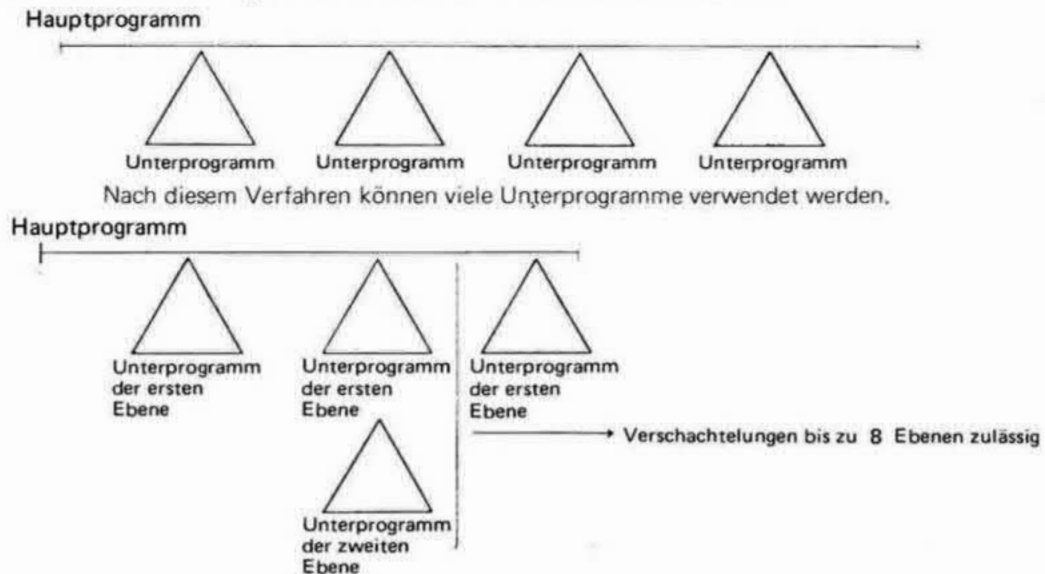 Hauptprogramm
Unterprogramm Unterprogramm Unterprogramm Unterprogramm
Nach diesem Verfahren können viele Unterprogramme verwendet werden.
Hauptprogramm
Unterprogramm
der ersten
Ebene
Unterprogramm
der ersten
Ebene
Unterprogramm
der ersten
Ebene
Verschachtelungen bis zu 8 Ebenen zulässig
Unterprogramm
der zweiten
Ebene